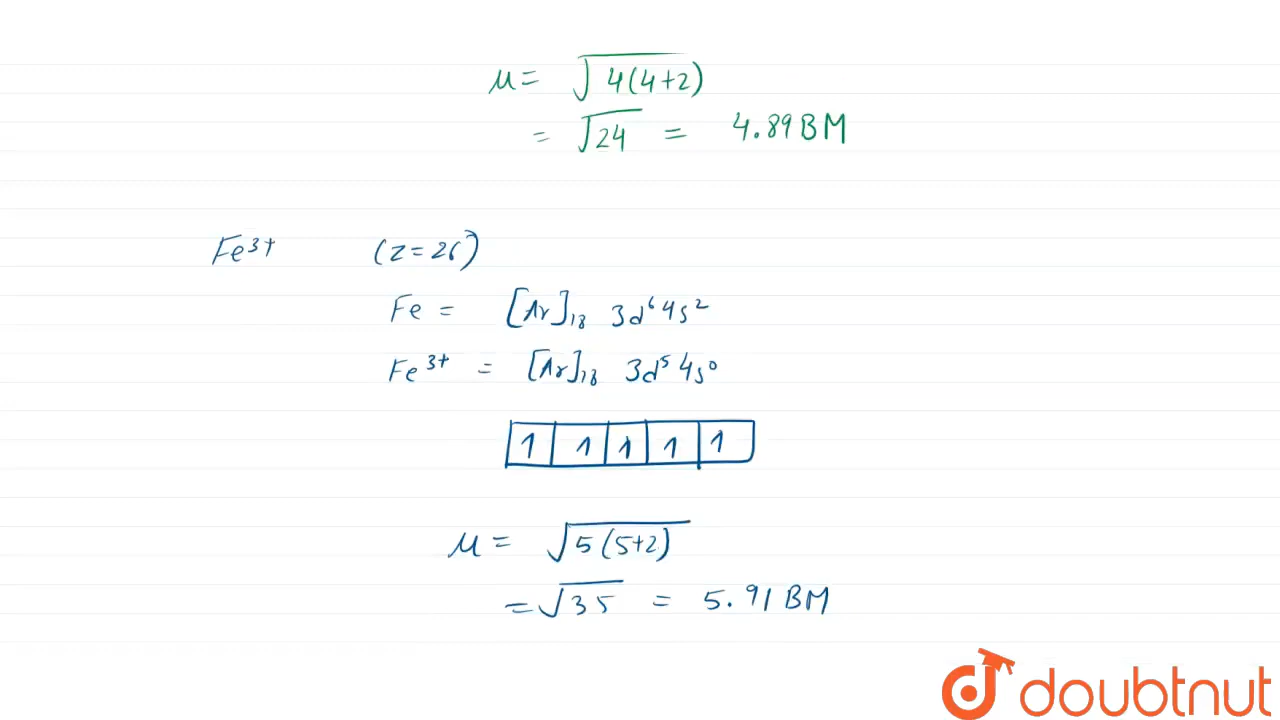 μ = √4(4+2)
= √24 = 4.89 BM
Fe³⁺ (Z=26)
Fe = [Ar]₁₈ 3d⁶ 4s²
Fe³⁺ = [Ar]₁₈ 3d⁵ 4s⁰
1 1 1 1 1
μ = √5(5+2)
= √35 = 5.91 BM
doubtnut